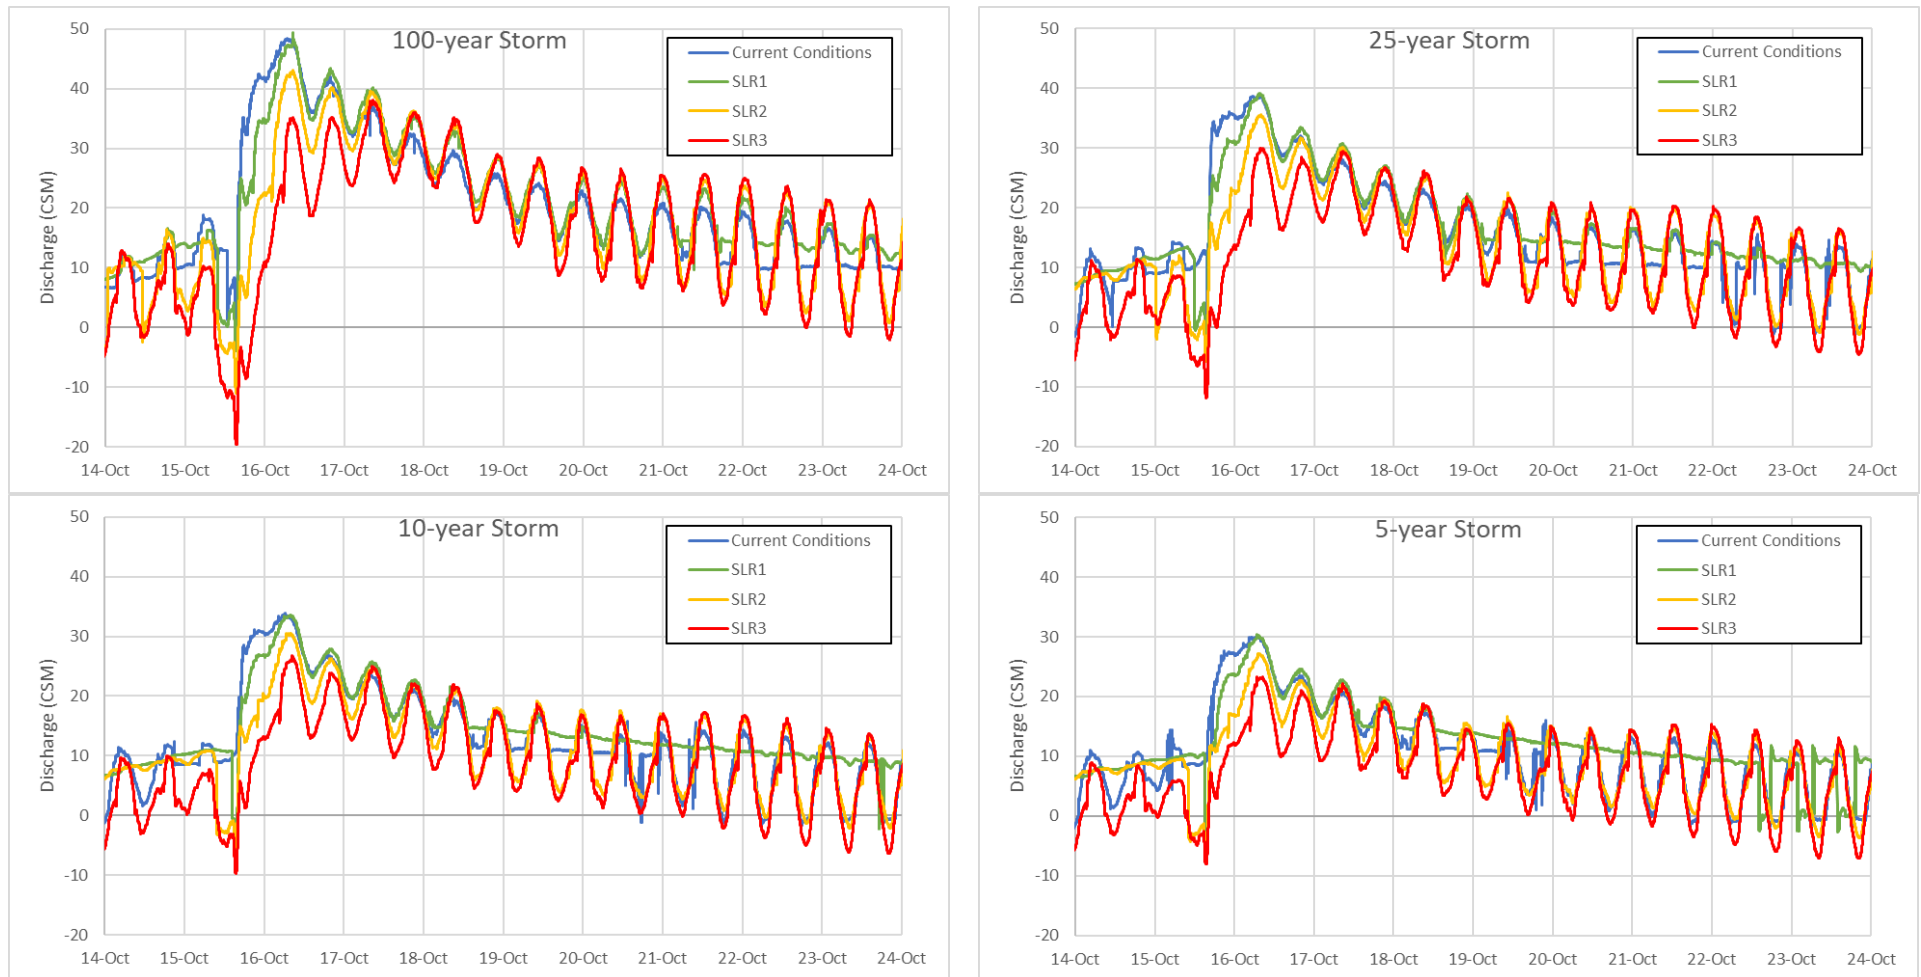 100-year Storm
Discharge (CSM)
50
40
30
20
10
0
-10
-20
14-Oct 15-Oct 16-Oct 17-Oct 18-Oct 19-Oct 20-Oct 21-Oct 22-Oct 23-Oct 24-Oct
Current Conditions
SLR1
SLR2
SLR3
25-year Storm
Discharge (CSM)
50
40
30
20
10
0
-10
-20
14-Oct 15-Oct 16-Oct 17-Oct 18-Oct 19-Oct 20-Oct 21-Oct 22-Oct 23-Oct 24-Oct
Current Conditions
SLR1
SLR2
SLR3
10-year Storm
Discharge (CSM)
50
40
30
20
10
0
-10
-20
14-Oct 15-Oct 16-Oct 17-Oct 18-Oct 19-Oct 20-Oct 21-Oct 22-Oct 23-Oct 24-Oct
Current Conditions
SLR1
SLR2
SLR3
5-year Storm
Discharge (CSM)
50
40
30
20
10
0
-10
-20
14-Oct 15-Oct 16-Oct 17-Oct 18-Oct 19-Oct 20-Oct 21-Oct 22-Oct 23-Oct 24-Oct
Current Conditions
SLR1
SLR2
SLR3